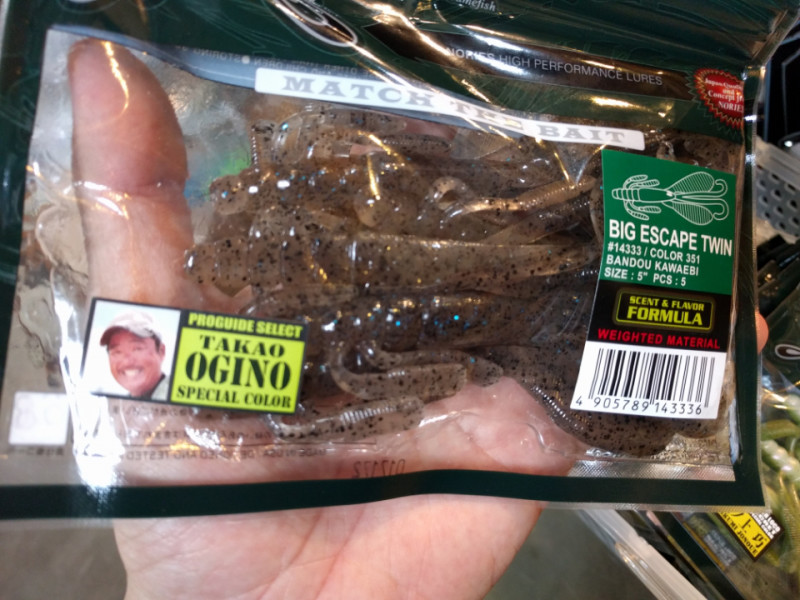 NORIES HIGH PERFORMANCE LURES
MATCH THE BAIT
BIG ESCAPE TWIN
#14333 / COLOR 351
BANDOU KAWAEBI
SIZE : 5" PCS : 5
SCENT & FLAVOR
FORMULA
WEIGHTED MATERIAL
4 905789 143336
PROGUIDE SELECT
TAKAO
OGINO
SPECIAL COLOR